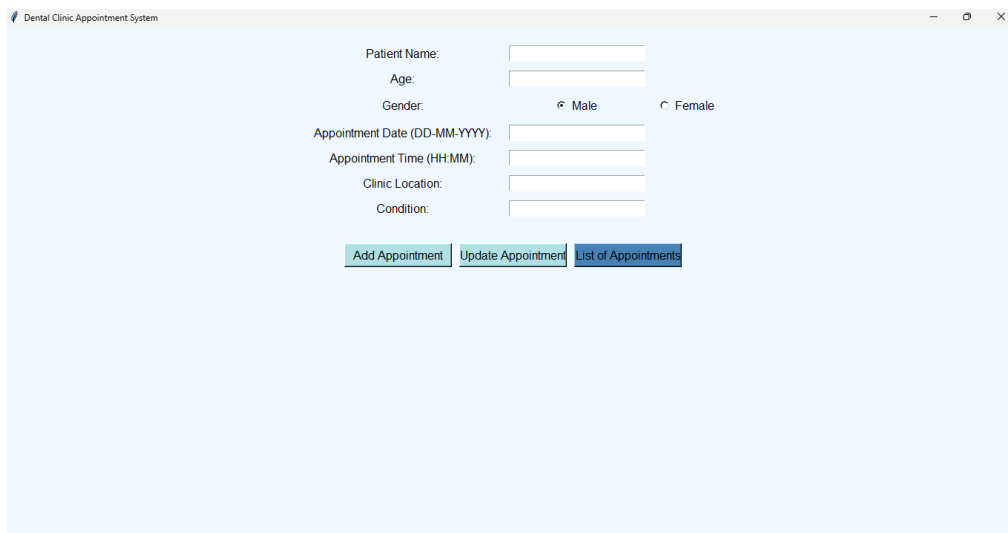 Dental Clinic Appointment System
Patient Name:
Age:
Gender: Male Female
Appointment Date (DD-MM-YYYY):
Appointment Time (HH:MM):
Clinic Location:
Condition:
Add Appointment Update Appointment List of Appointments